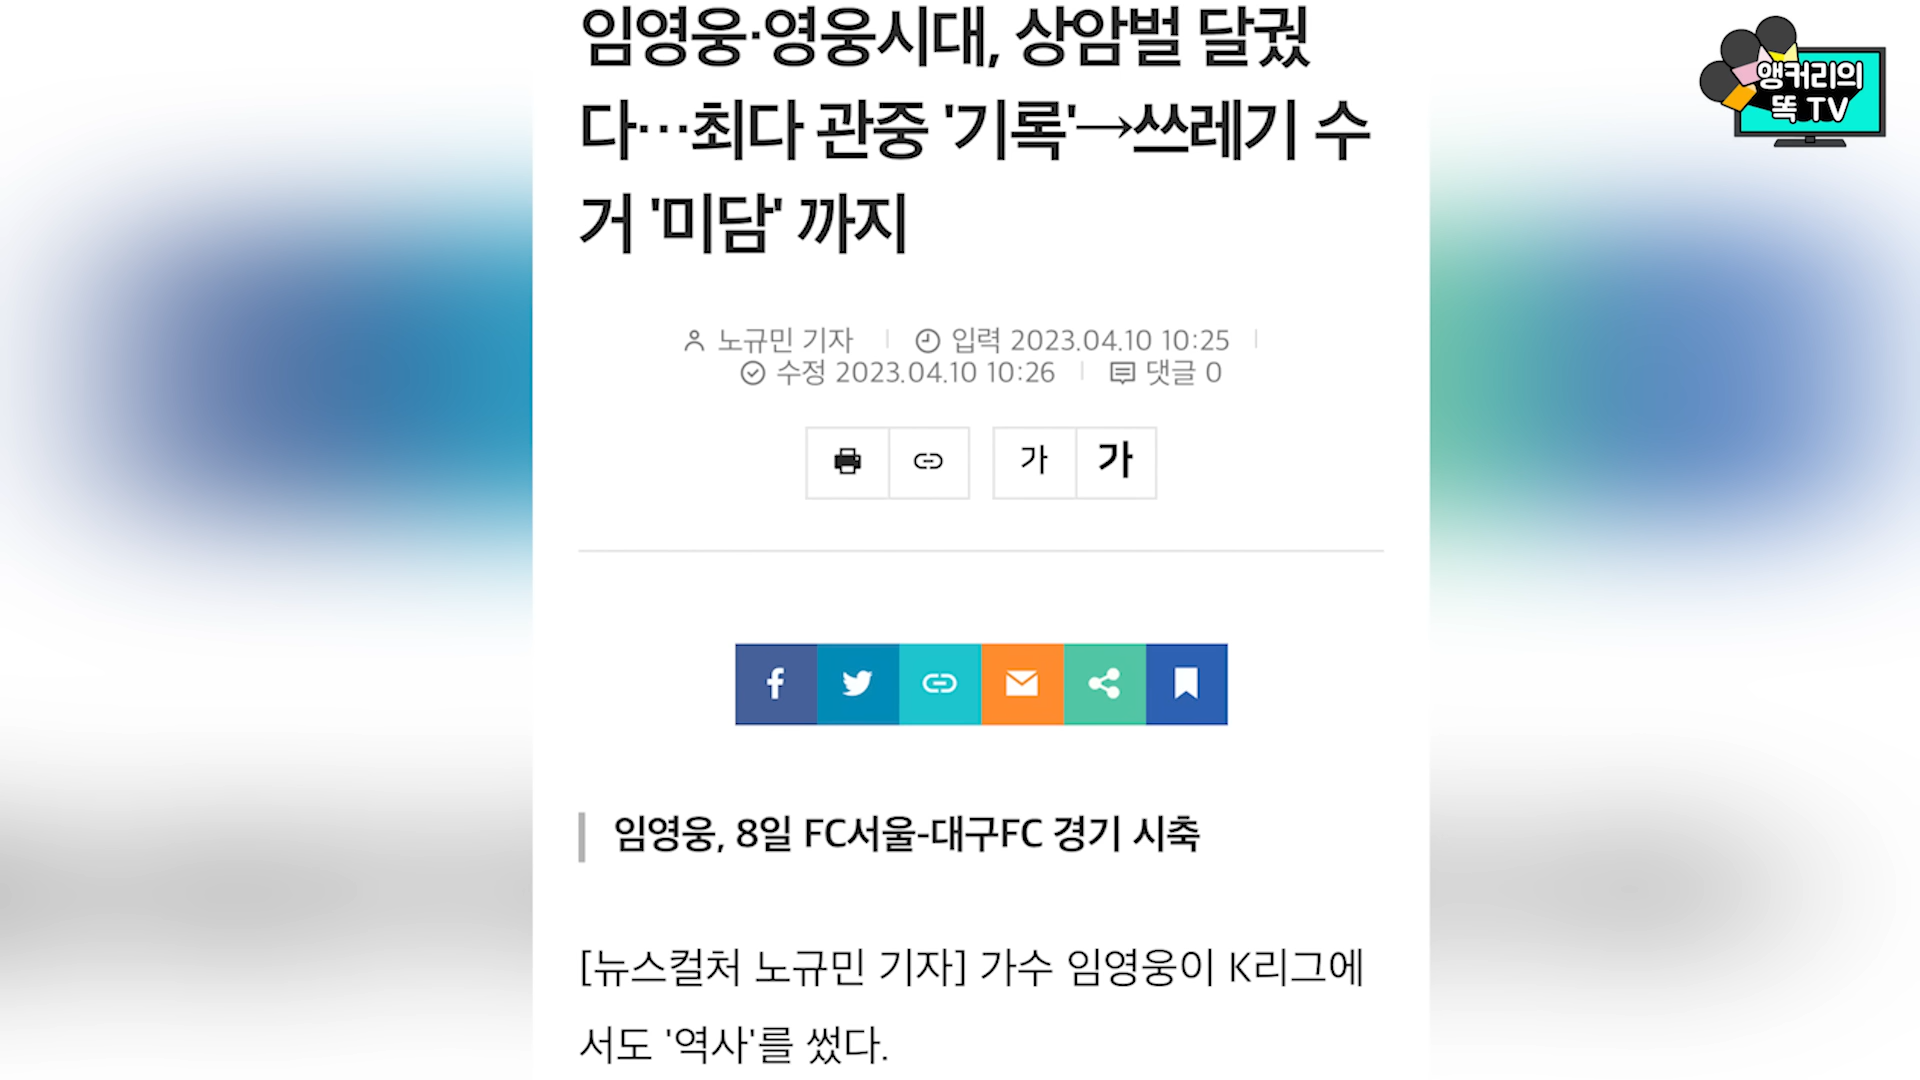 임영웅·영웅시대, 상암벌 달궜
다…최다 관중 '기록'→쓰레기 수
거 '미담' 까지
앵커리의
똑 TV
노규민 기자 입력 2023.04.10 10:25
수정 2023.04.10 10:26 댓글 0
가 가
임영웅, 8일 FC서울-대구FC 경기 시축
[뉴스컬처 노규민 기자] 가수 임영웅이 K리그에
서도 '역사'를 썼다.